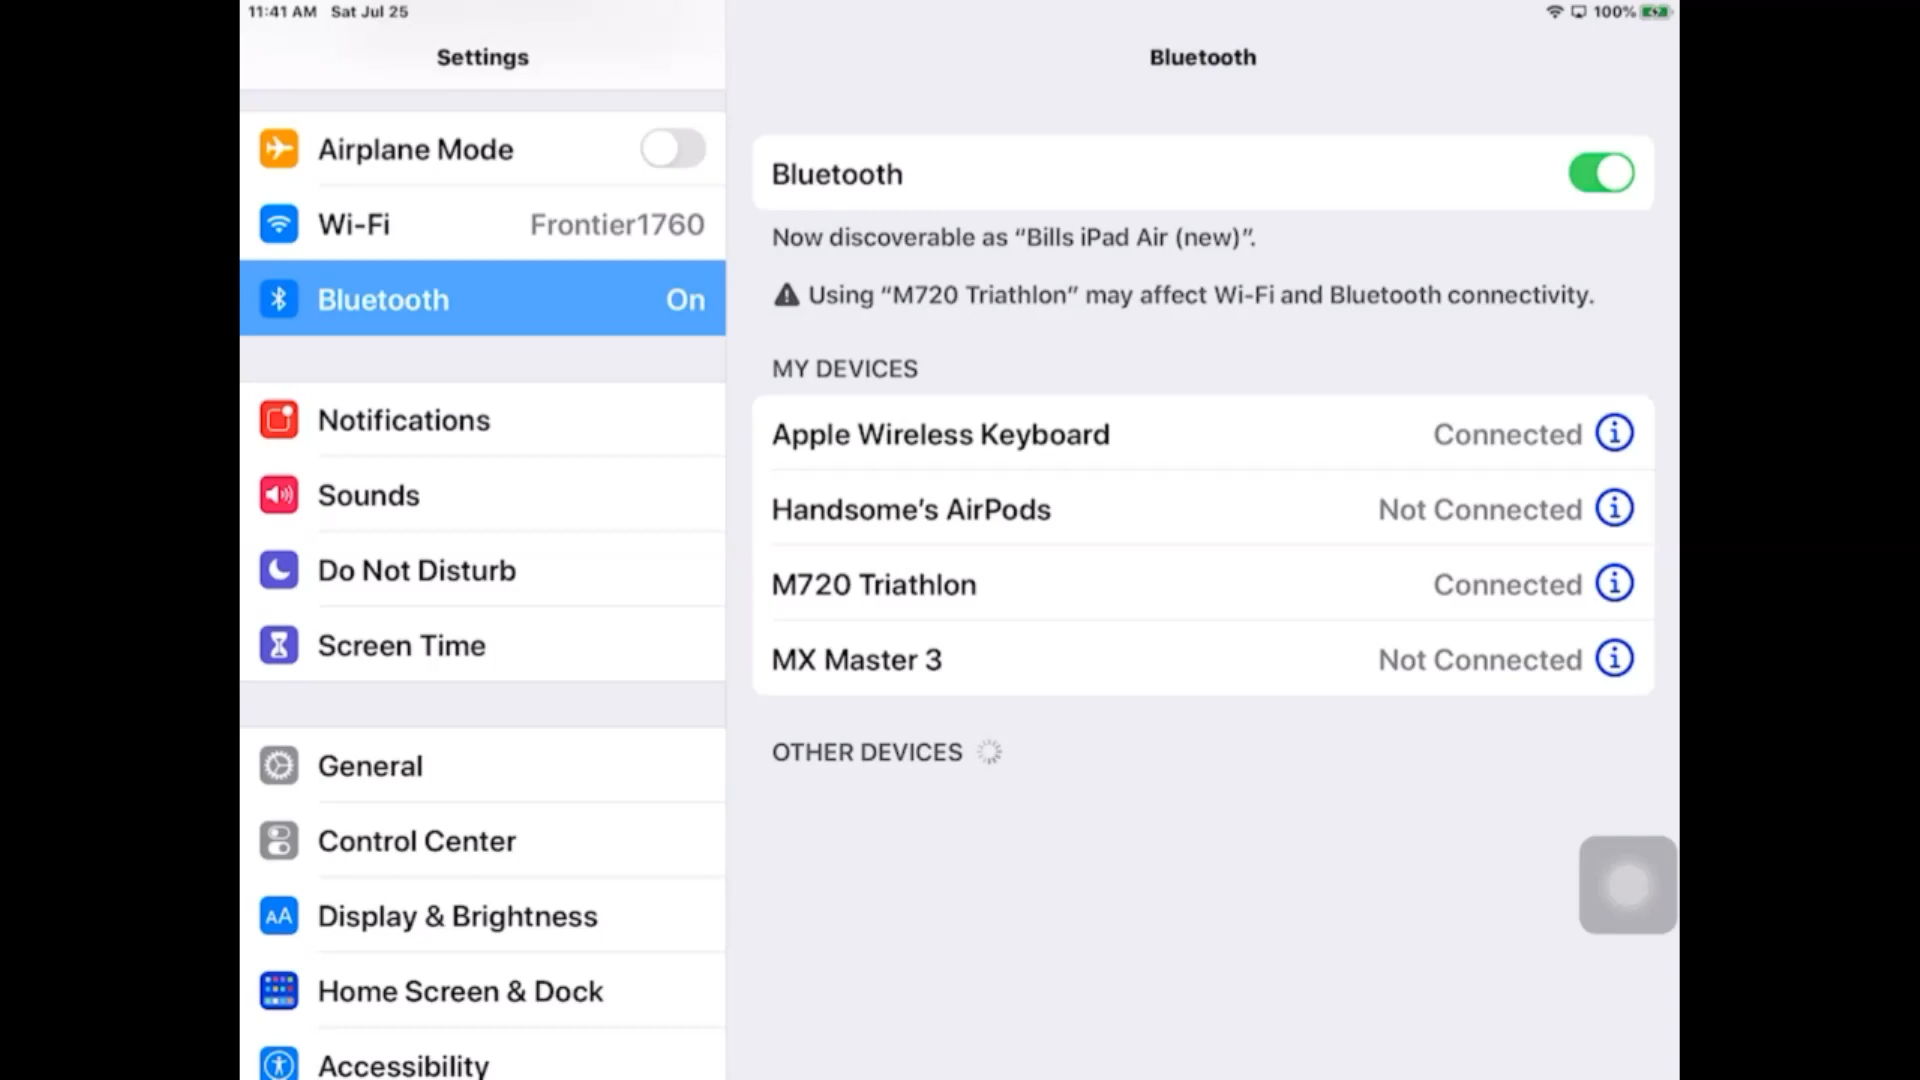 11:41 AM Sat Jul 25
100%
Settings
Bluetooth
Airplane Mode
Wi-Fi Frontier1760
Bluetooth On
Notifications
Sounds
Do Not Disturb
Screen Time
General
Control Center
AA Display & Brightness
Home Screen & Dock
Accessibility
Bluetooth
Now discoverable as “Bills iPad Air (new)”.
Using “M720 Triathlon” may affect Wi-Fi and Bluetooth connectivity.
MY DEVICES
Apple Wireless Keyboard Connected
Handsome’s AirPods Not Connected
M720 Triathlon Connected
MX Master 3 Not Connected
OTHER DEVICES